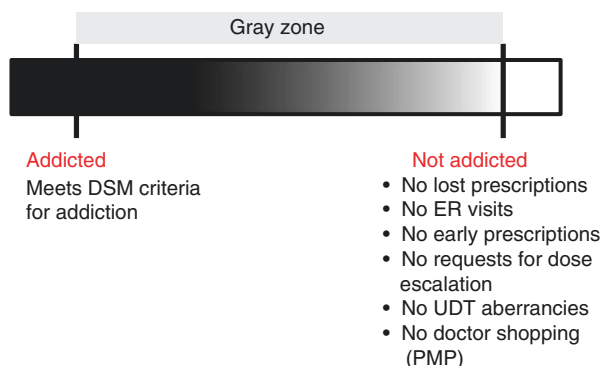 Gray zone
Addicted
Meets DSM criteria
for addiction
Not addicted
• No lost prescriptions
• No ER visits
• No early prescriptions
• No requests for dose
escalation
• No UDT aberrancies
• No doctor shopping
(PMP)